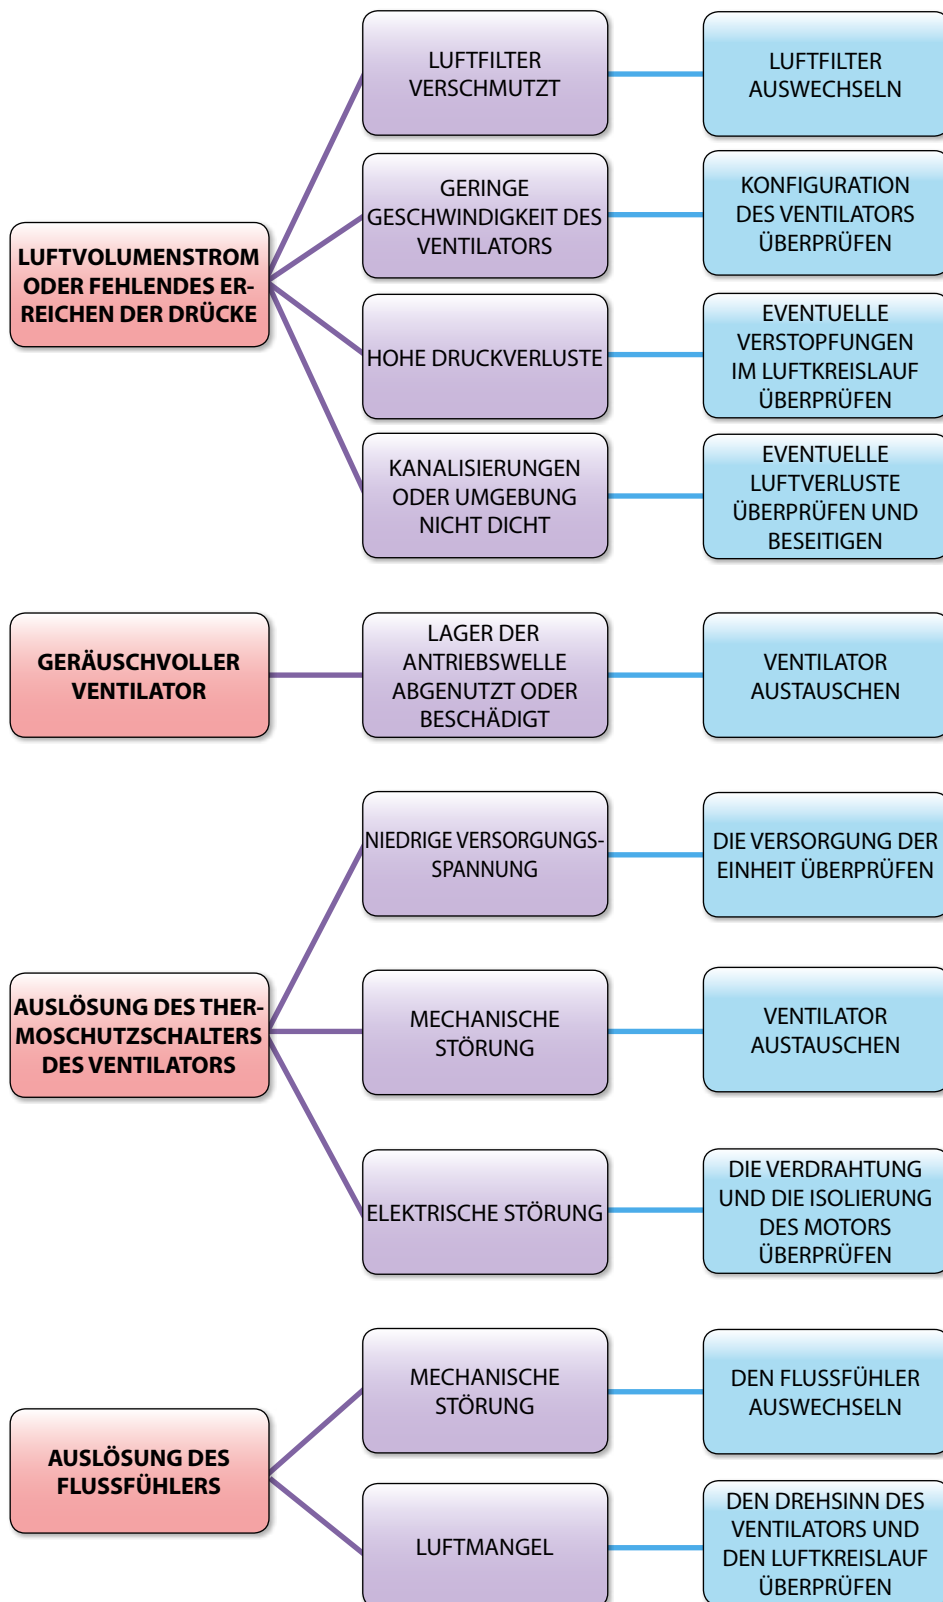 LUFTVOLUMENSTROM
ODER FEHLENDES ER-
REICHEN DER DRÜCKE
LUFTFILTER
VERSCHMUTZT
LUFTFILTER
AUSWECHSELN
GERINGE
GESCHWINDIGKEIT DES
VENTILATORS
KONFIGURATION
DES VENTILATORS
ÜBERPRÜFEN
HOHE DRUCKVERLUSTE
EVENTUELLE
VERSTOPFUNGEN
IM LUFTKREISLAUF
ÜBERPRÜFEN
KANALISIERUNGEN
ODER UMGEBUNG
NICHT DICHT
EVENTUELLE
LUFTVERLUSTE
ÜBERPRÜFEN UND
BESEITIGEN
GERÄUSCHVOLLER
VENTILATOR
LAGER DER
ANTRIEBSWELLE
ABGENUTZT ODER
BESCHÄDIGT
VENTILATOR
AUSTAUSCHEN
AUSLÖSUNG DES THER-
MOSCHUTZSCHALTERS
DES VENTILATORS
NIEDRIGE VERSORGUNGS-
SPANNUNG
DIE VERSORGUNG DER
EINHEIT ÜBERPRÜFEN
MECHANISCHE
STÖRUNG
VENTILATOR
AUSTAUSCHEN
ELEKTRISCHE STÖRUNG
DIE VERDRAHTUNG
UND DIE ISOLIERUNG
DES MOTORS
ÜBERPRÜFEN
AUSLÖSUNG DES
FLUSSFÜHLERS
MECHANISCHE
STÖRUNG
DEN FLUSSFÜHLER
AUSWECHSELN
LUFTMANGEL
DEN DREHSINN DES
VENTILATORS UND
DEN LUFTKREISLAUF
ÜBERPRÜFEN